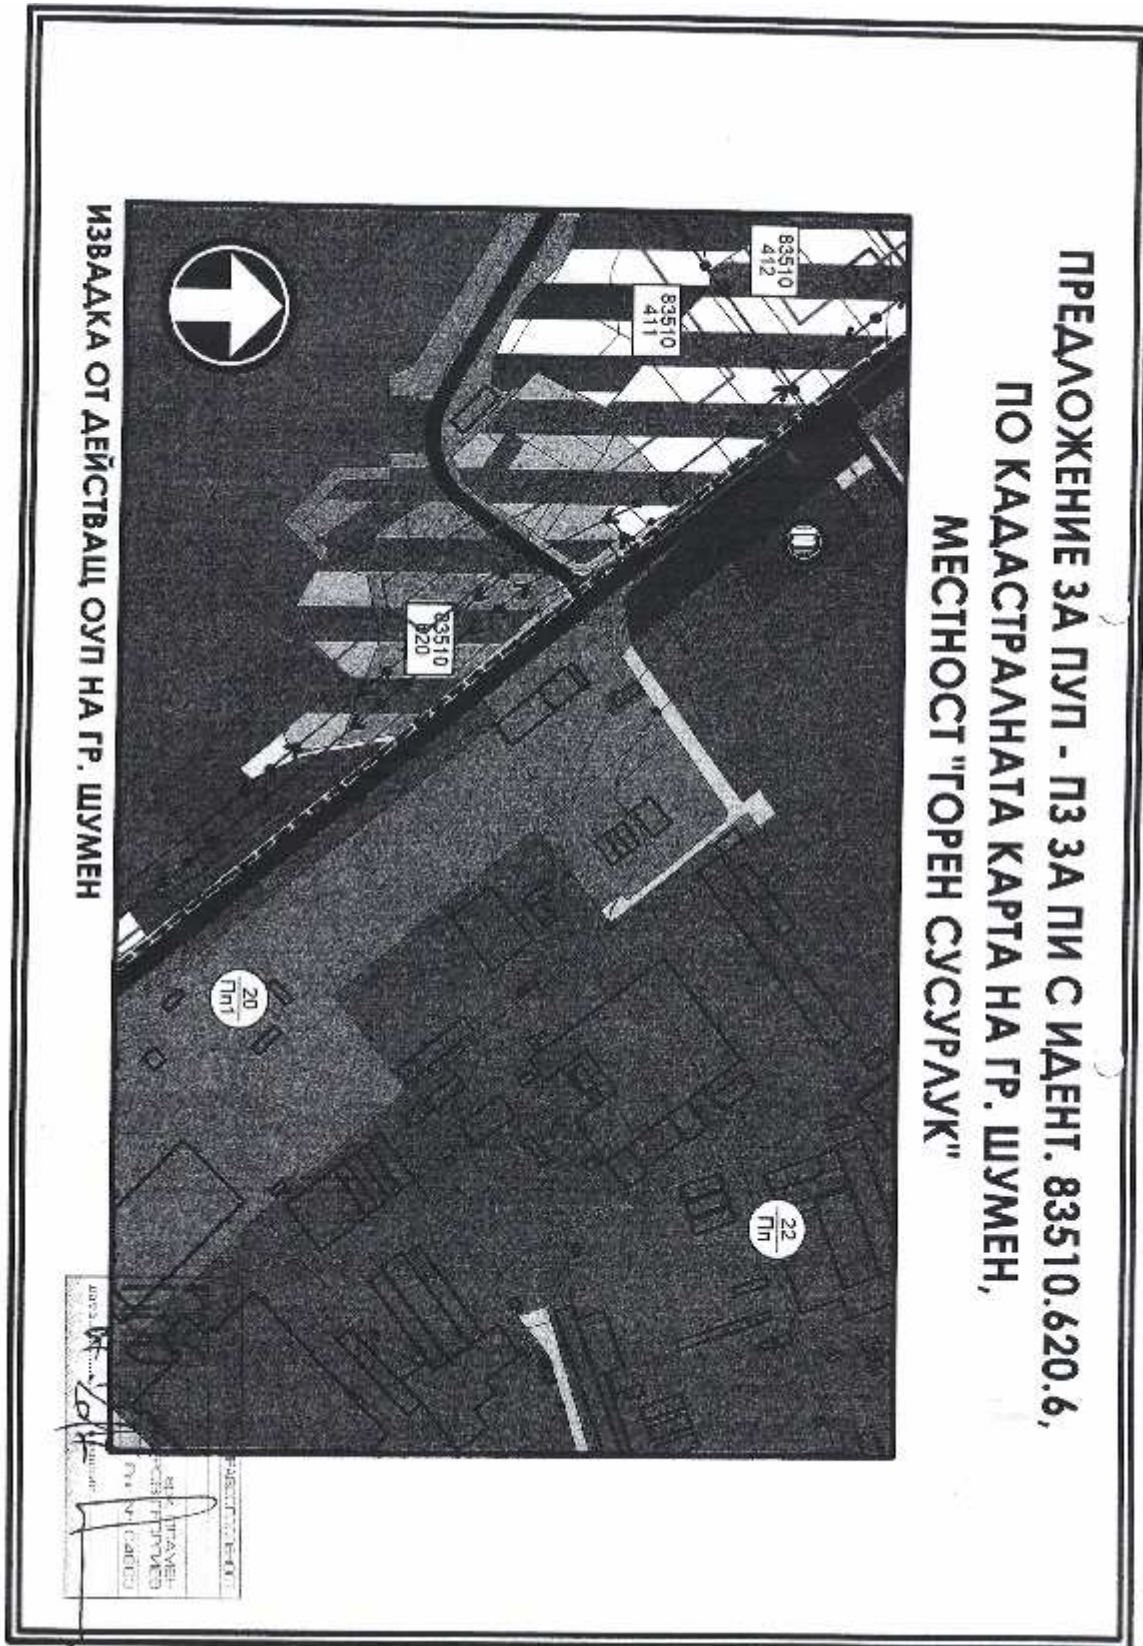 ПРЕДЛОЖЕНИЕ ЗА ПУП - ПЗ ЗА ПИ С ИДЕНТ. 83510.620.6,
ПО КАДАСТРАЛНАТА КАРТА НА ГР. ШУМЕН,
МЕСТНОСТ "ГОРЕН СУСУРЛУК"
83510
412
83510
411
83510
620
22
Пп
20
Пп1
ИЗВАДКА ОТ ДЕЙСТВАЩ ОУП НА ГР. ШУМЕН